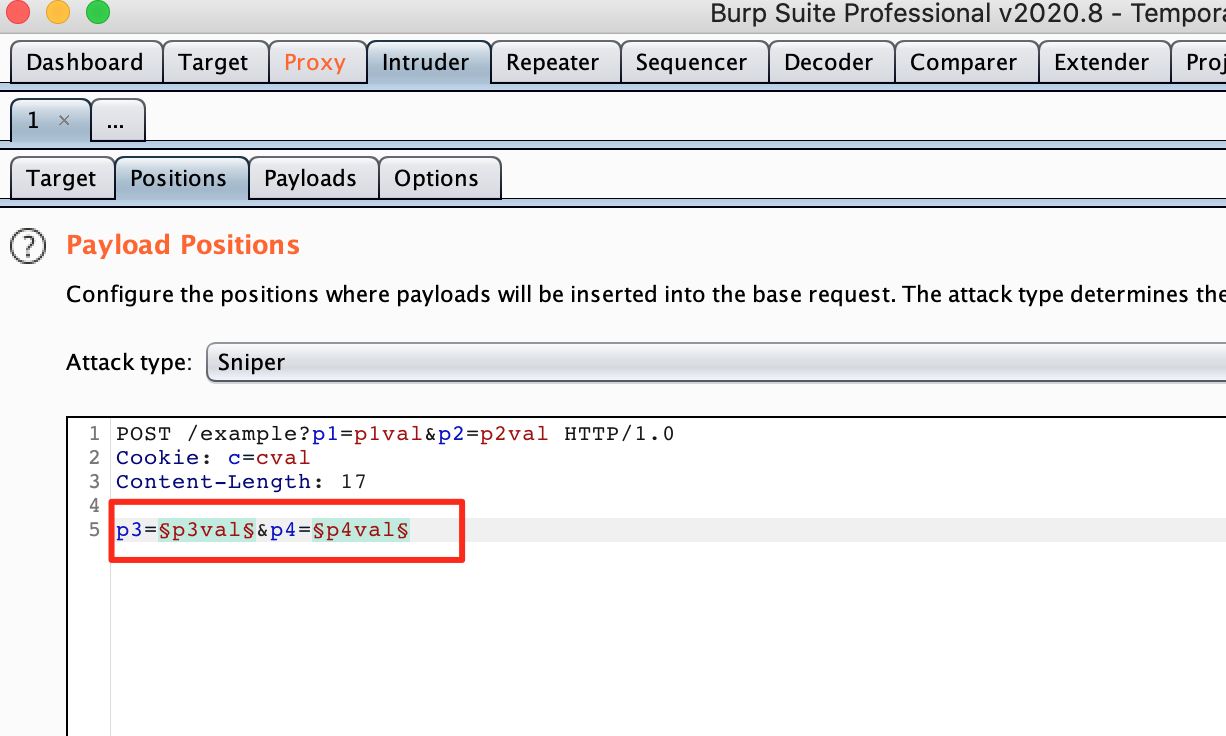 Burp Suite Professional v2020.8 - Tempora
Dashboard Target Proxy Intruder Repeater Sequencer Decoder Comparer Extender Proj
1 × ...
Target Positions Payloads Options
? Payload Positions
Configure the positions where payloads will be inserted into the base request. The attack type determines the
Attack type: Sniper
1 POST /example?p1=p1val&p2=p2val HTTP/1.0
2 Cookie: c=cval
3 Content-Length: 17
4
5 p3=§p3val§&p4=§p4val§